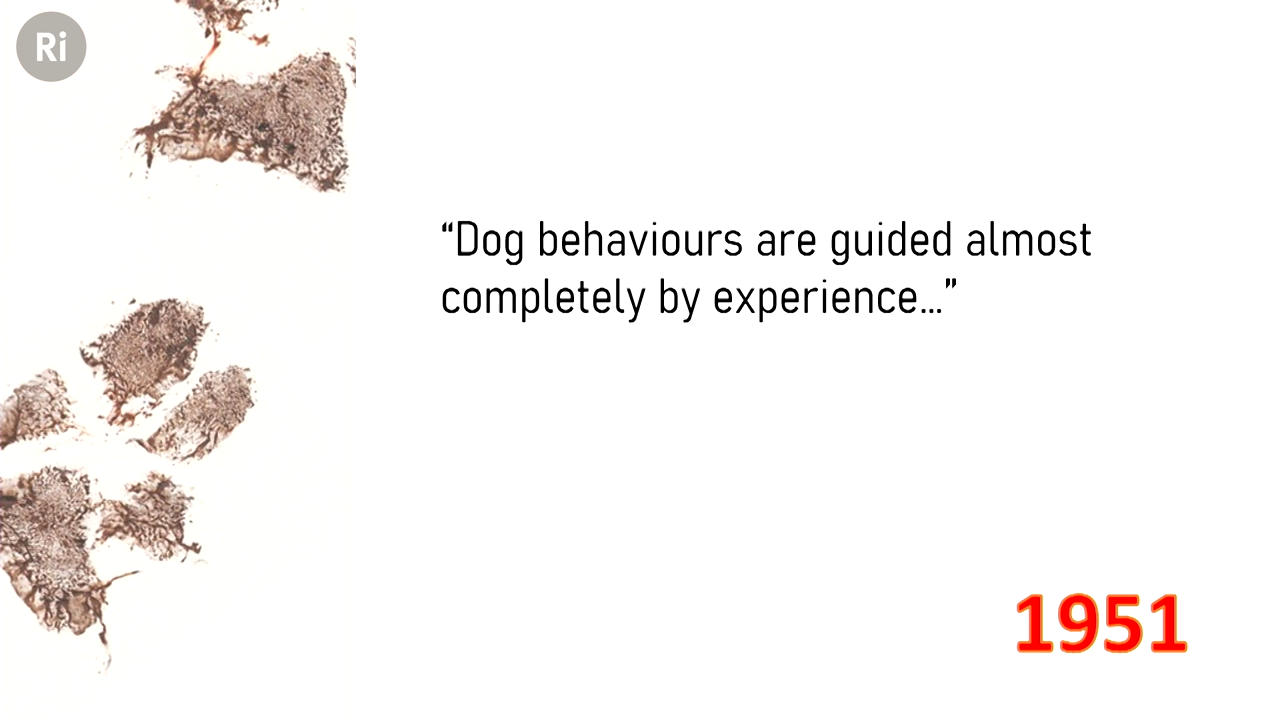 Ri
“Dog behaviours are guided almost
completely by experience...”
1951